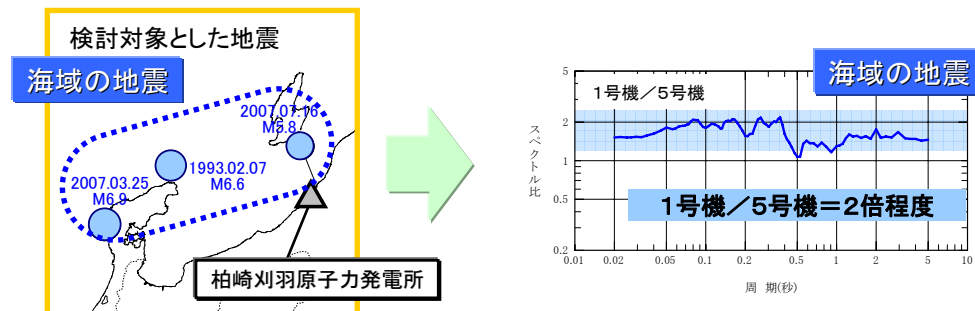 検討対象とした地震
海域の地震
2007.07.16
M5.8
1993.02.07
M6.6
2007.03.25
M6.9
柏崎刈羽原子力発電所
海域の地震
1号機／5号機
5
2
1
0.5
0.2
スペクトル比
1号機／5号機＝2倍程度
0.01 0.02 0.05 0.1 0.2 0.5 1 2 5 10
周 期(秒)